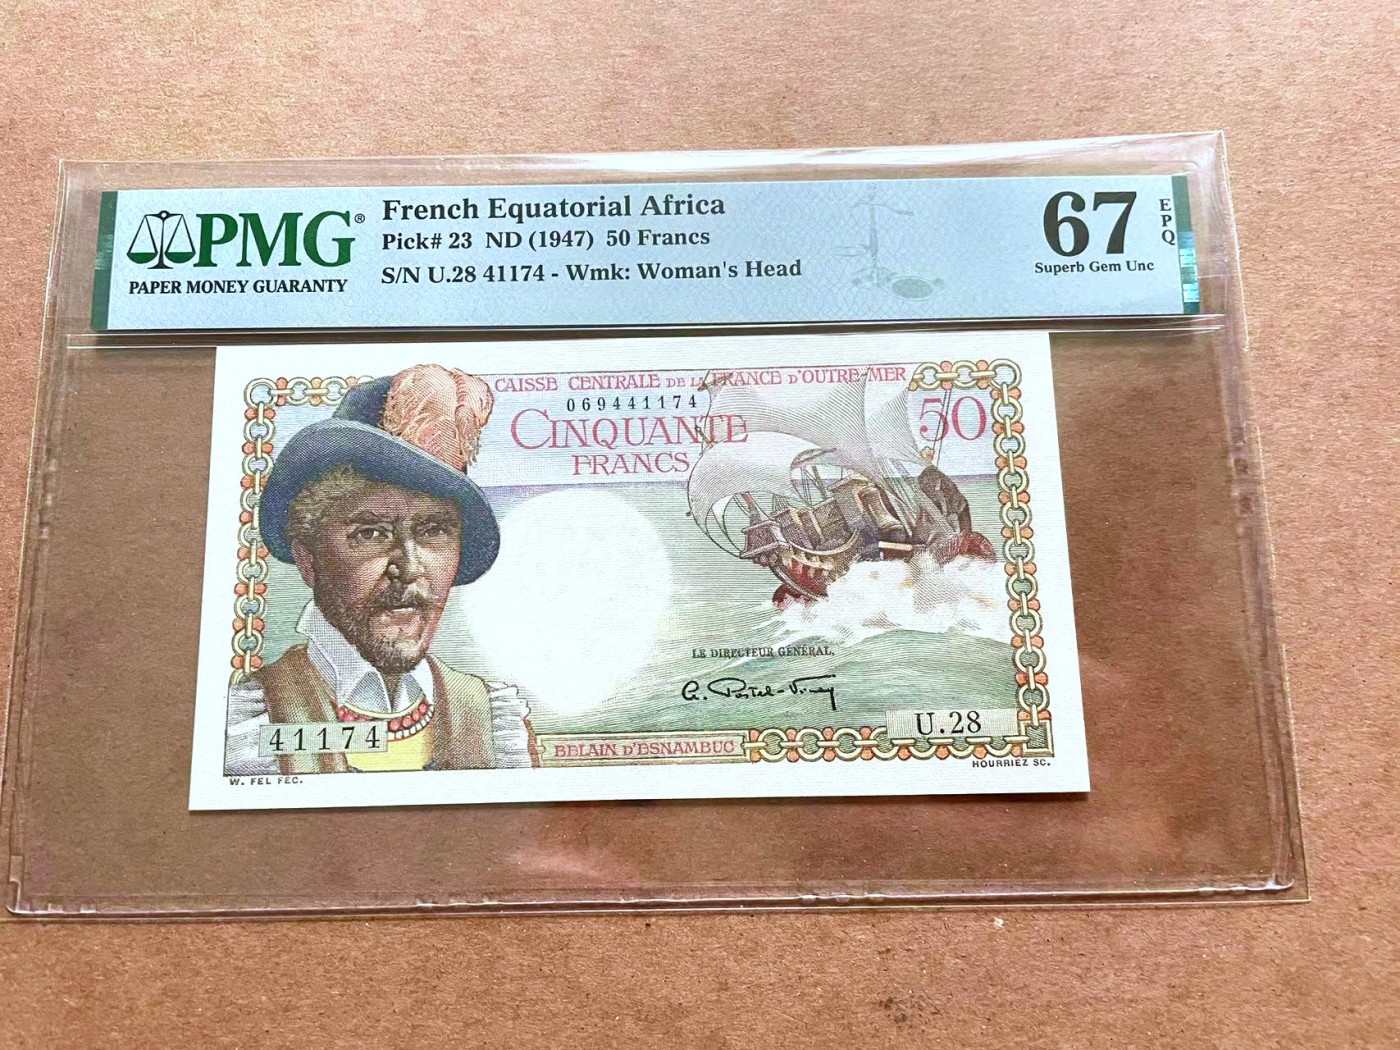 PMG®
PAPER MONEY GUARANTY
French Equatorial Africa
Pick# 23 ND (1947) 50 Francs
S/N U.28 41174 - Wmk: Woman's Head
67 EPQ
Superb Gem Unc
CAISSE CENTRALE DE LA FRANCE D'OUTRE-MER
069441174
CINQUANTE
FRANCS
50
LE DIRECTEUR GÉNÉRAL,
G. Postel-Vinay
41174
U.28
BELAIN D'ESNAMBUC
W. FEL FEC.
HOURRIEZ SC.